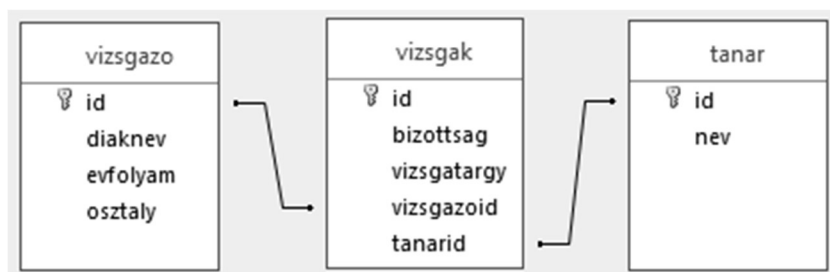 vizsgazo
id
diaknev
evfolyam
osztaly
vizsgak
id
bizottsag
vizsgatargy
vizsgazoid
tanarid
tanar
id
nev